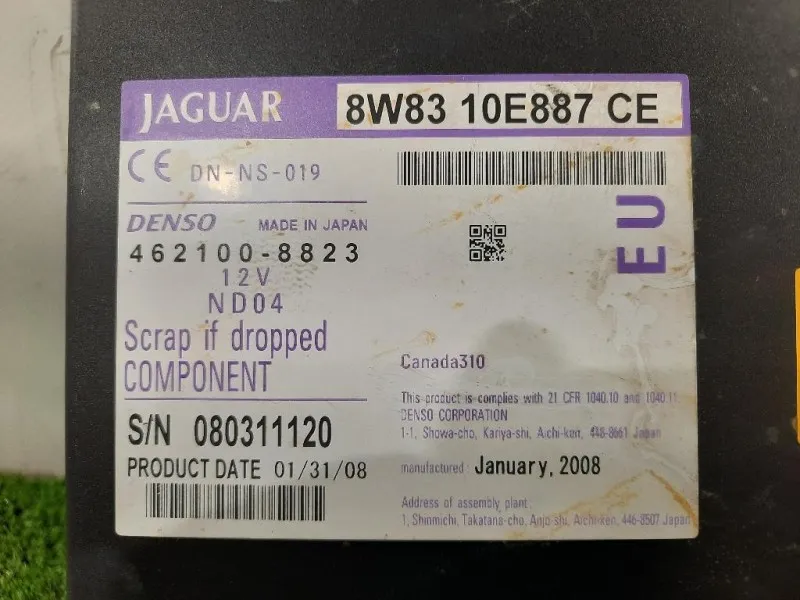 JAGUAR 8W83 10E887 CE
CE DN-NS-019
DENSO MADE IN JAPAN
462100-8823
12V
ND04
Scrap if dropped
COMPONENT
S/N 080311120
PRODUCT DATE 01/31/08
EU
Canada310
This product is complies with 21 CFR 1040.10 and 1040.11
DENSO CORPORATION
1-1, Showa-cho, Kariya-shi, Aichi-ken, 448-8661 Japan
manufactured: January, 2008
Address of assembly plant:
1, Shinmichi, Takatana-cho, Anjo-shi, Aichi-ken, 446-8507 Japan